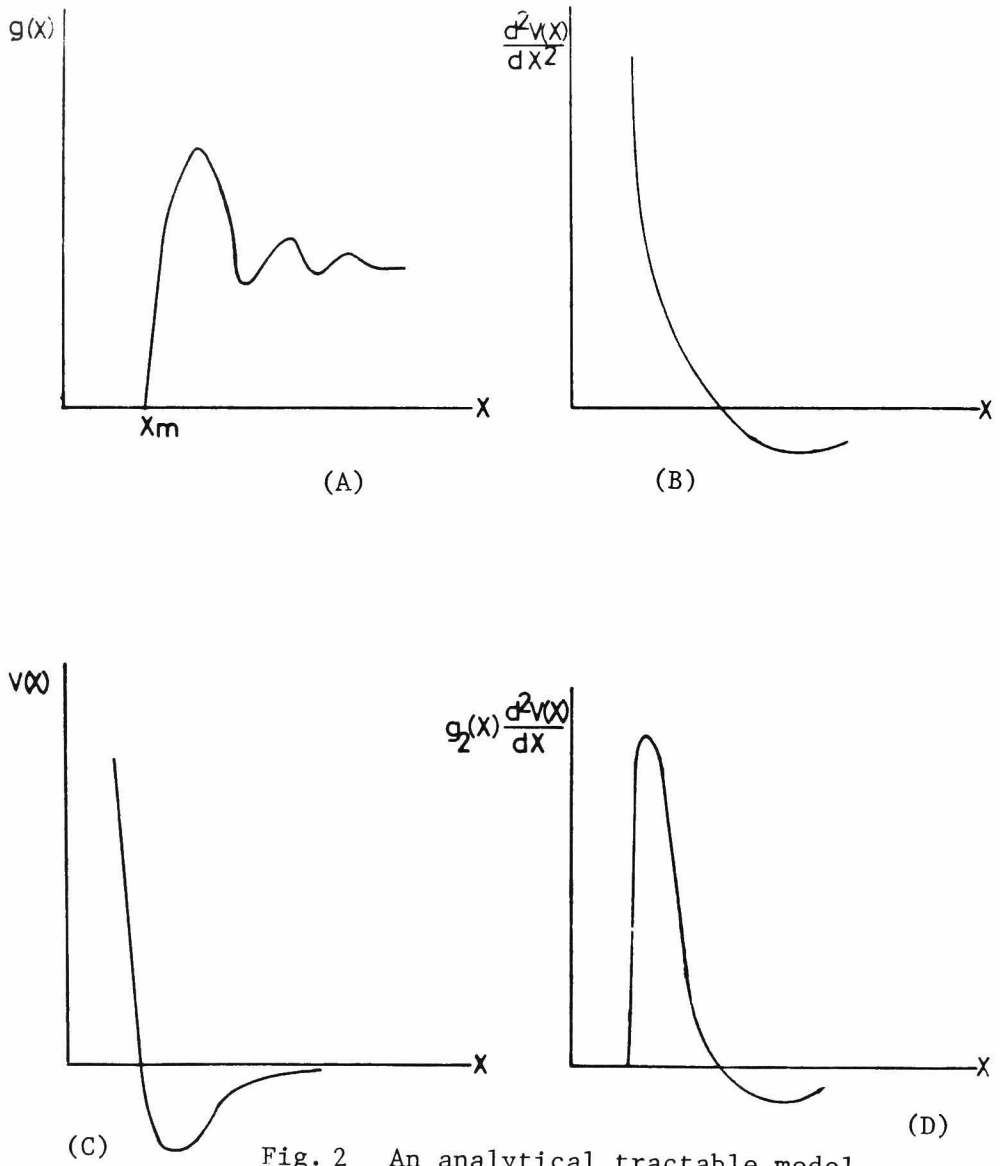 g(x)
d²V(X)
dX²
X
Xm
X
(A)
(B)
V(X)
g₂(X) d²V(X)
dX
X
X
(C)
(D)
Fig. 2 An analytical tractable model